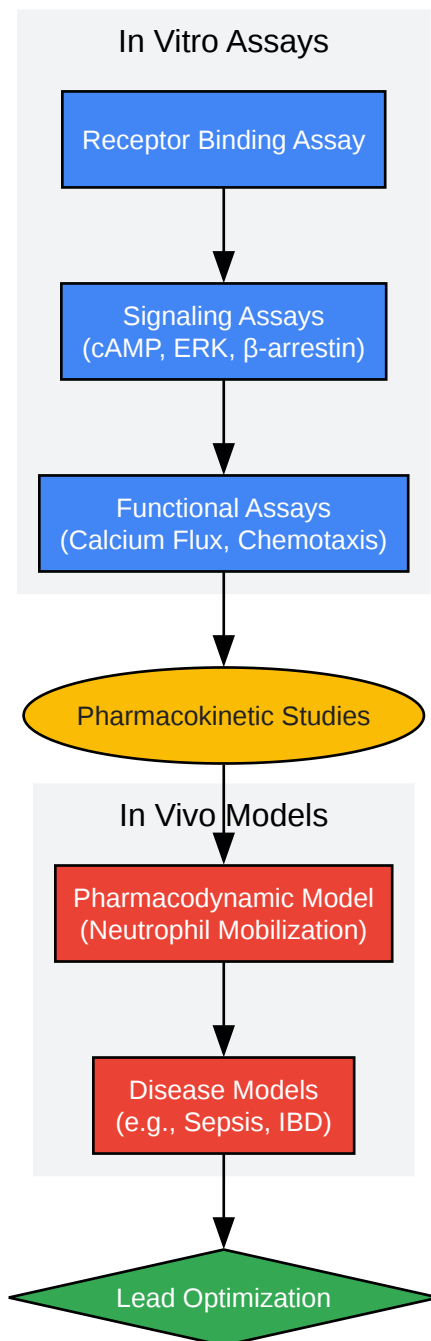 In Vitro Assays
Receptor Binding Assay
Signaling Assays
(cAMP, ERK, β-arrestin)
Functional Assays
(Calcium Flux, Chemotaxis)
Pharmacokinetic Studies
In Vivo Models
Pharmacodynamic Model
(Neutrophil Mobilization)
Disease Models
(e.g., Sepsis, IBD)
Lead Optimization